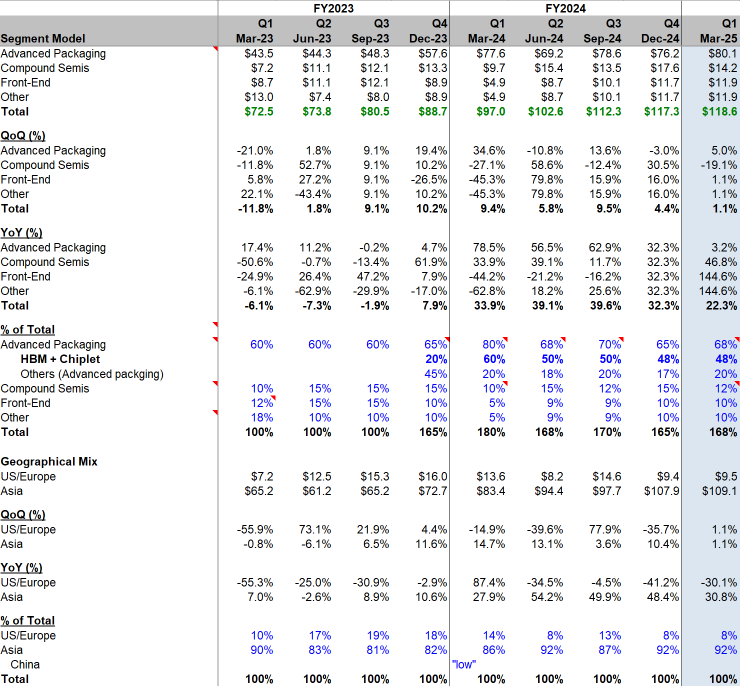 FY2023 FY2024
Q1 Q2 Q3 Q4 Q1 Q2 Q3 Q4 Q1
Segment Model Mar-23 Jun-23 Sep-23 Dec-23 Mar-24 Jun-24 Sep-24 Dec-24 Mar-25
Advanced Packaging $43.5 $44.3 $48.3 $57.6 $77.6 $69.2 $78.6 $76.2 $80.1
Compound Semis $7.2 $11.1 $12.1 $13.3 $9.7 $15.4 $13.5 $17.6 $14.2
Front-End $8.7 $11.1 $12.1 $8.9 $4.9 $8.7 $10.1 $11.7 $11.9
Other $13.0 $7.4 $8.0 $8.9 $4.9 $8.7 $10.1 $11.7 $11.9
Total $72.5 $73.8 $80.5 $88.7 $97.0 $102.6 $112.3 $117.3 $118.6
QoQ (%)
Advanced Packaging -21.0% 1.8% 9.1% 19.4% 34.6% -10.8% 13.6% -3.0% 5.0%
Compound Semis -11.8% 52.7% 9.1% 10.2% -27.1% 58.6% -12.4% 30.5% -19.1%
Front-End 5.8% 27.2% 9.1% -26.5% -45.3% 79.8% 15.9% 16.0% 1.1%
Other 22.1% -43.4% 9.1% 10.2% -45.3% 79.8% 15.9% 16.0% 1.1%
Total -11.8% 1.8% 9.1% 10.2% 9.4% 5.8% 9.5% 4.4% 1.1%
YoY (%)
Advanced Packaging 17.4% 11.2% -0.2% 4.7% 78.5% 56.5% 62.9% 32.3% 3.2%
Compound Semis -50.6% -0.7% -13.4% 61.9% 33.9% 39.1% 11.7% 32.3% 46.8%
Front-End -24.9% 26.4% 47.2% 7.9% -44.2% -21.2% -16.2% 32.3% 144.6%
Other -6.1% -62.9% -29.9% -17.0% -62.8% 18.2% 25.6% 32.3% 144.6%
Total -6.1% -7.3% -1.9% 7.9% 33.9% 39.1% 39.6% 32.3% 22.3%
% of Total
Advanced Packaging 60% 60% 60% 65% 80% 68% 70% 65% 68%
HBM + Chiplet 20% 60% 50% 50% 48% 48%
Others (Advanced packging) 45% 20% 18% 20% 17% 20%
Compound Semis 10% 15% 15% 15% 10% 15% 12% 15% 12%
Front-End 12% 15% 15% 10% 5% 9% 9% 10% 10%
Other 18% 10% 10% 10% 5% 9% 9% 10% 10%
Total 100% 100% 100% 165% 180% 168% 170% 165% 168%
Geographical Mix
US/Europe $7.2 $12.5 $15.3 $16.0 $13.6 $8.2 $14.6 $9.4 $9.5
Asia $65.2 $61.2 $65.2 $72.7 $83.4 $94.4 $97.7 $107.9 $109.1
QoQ (%)
US/Europe -55.9% 73.1% 21.9% 4.4% -14.9% -39.6% 77.9% -35.7% 1.1%
Asia -0.8% -6.1% 6.5% 11.6% 14.7% 13.1% 3.6% 10.4% 1.1%
YoY (%)
US/Europe -55.3% -25.0% -30.9% -2.9% 87.4% -34.5% -4.5% -41.2% -30.1%
Asia 7.0% -2.6% 8.9% 10.6% 27.9% 54.2% 49.9% 48.4% 30.8%
% of Total
US/Europe 10% 17% 19% 18% 14% 8% 13% 8% 8%
Asia 90% 83% 81% 82% 86% 92% 87% 92% 92%
China "low"
Total 100% 100% 100% 100% 100% 100% 100% 100% 100%